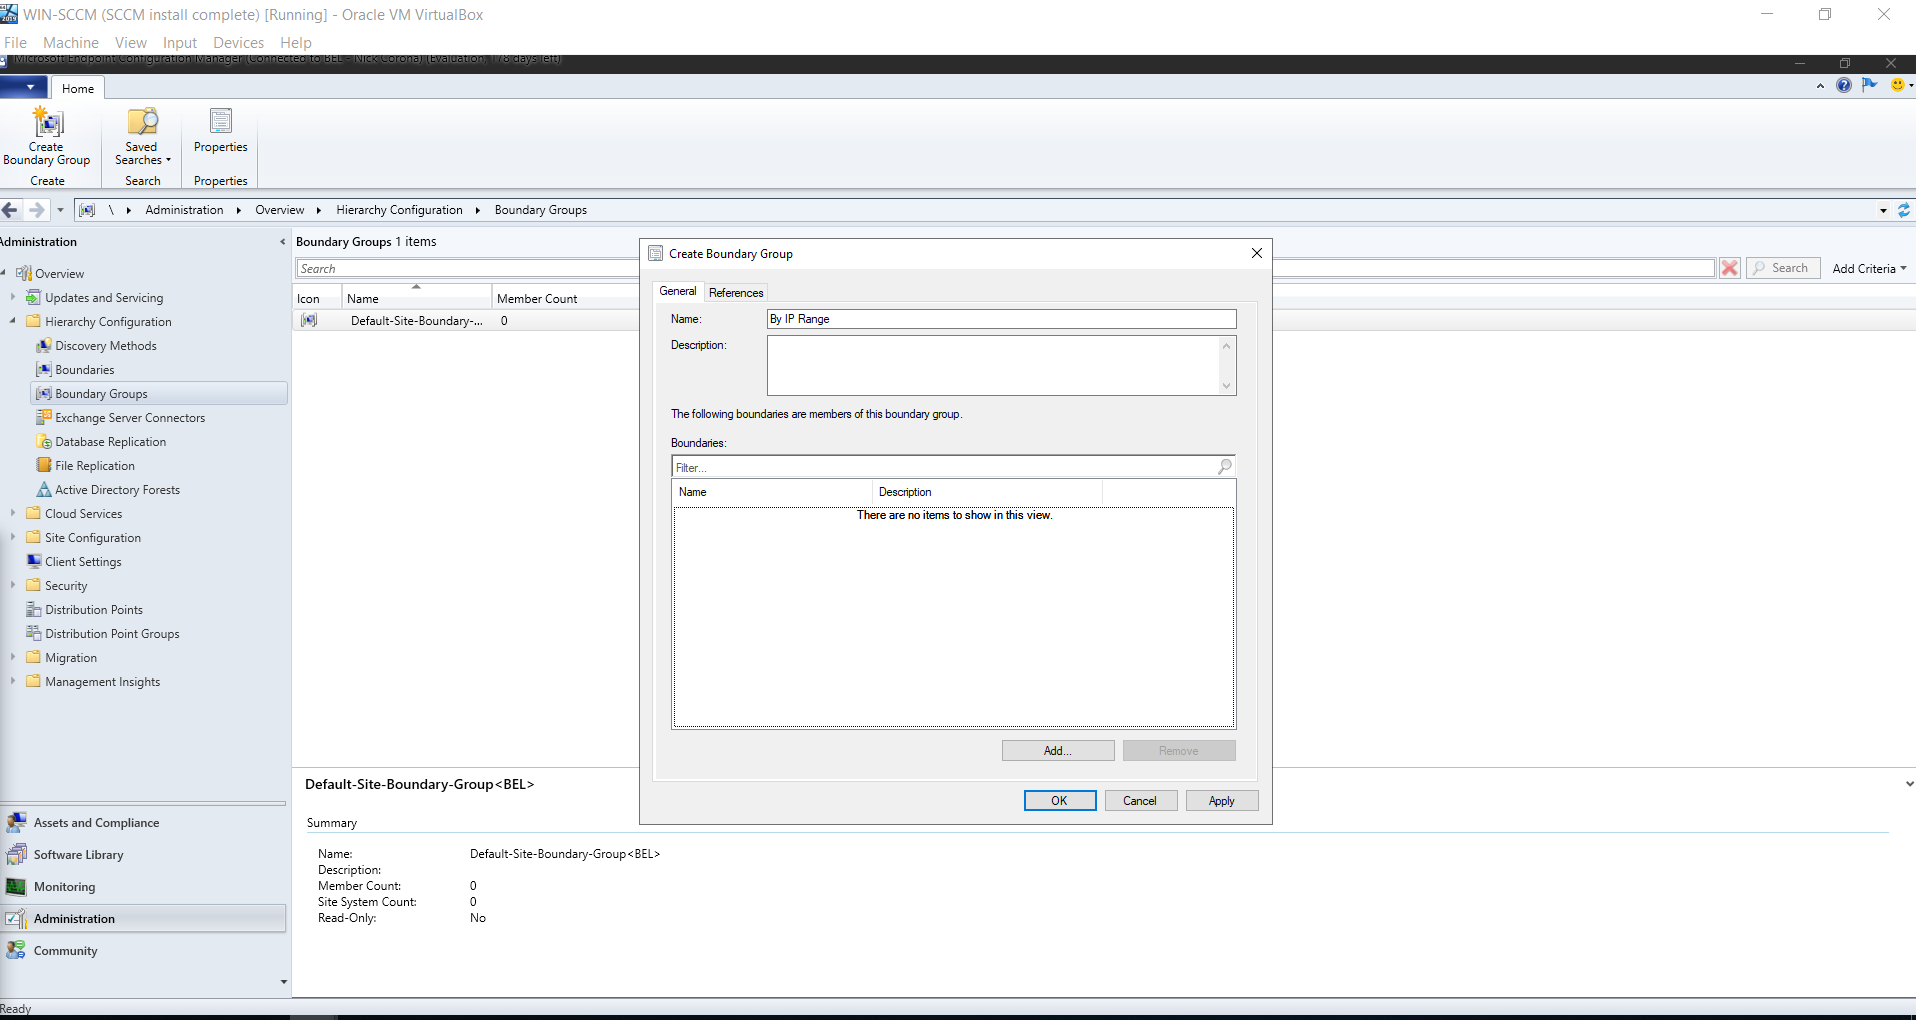 WIN-SCCM (SCCM install complete) [Running] - Oracle VM VirtualBox
File Machine View Input Devices Help
Microsoft Endpoint Configuration Manager (Connected to BEL - Nick Corona) (Evaluation, 178 days left)
Home
Create Boundary Group
Saved Searches
Properties
Create
Search
Properties
\ Administration Overview Hierarchy Configuration Boundary Groups
Administration
Overview
Updates and Servicing
Hierarchy Configuration
Discovery Methods
Boundaries
Boundary Groups
Exchange Server Connectors
Database Replication
File Replication
Active Directory Forests
Cloud Services
Site Configuration
Client Settings
Security
Distribution Points
Distribution Point Groups
Migration
Management Insights
Assets and Compliance
Software Library
Monitoring
Administration
Community
Ready
Boundary Groups 1 items
Search
Search
Add Criteria
Icon Name Member Count
Default-Site-Boundary-... 0
Create Boundary Group
General References
Name: By IP Range
Description:
The following boundaries are members of this boundary group.
Boundaries:
Filter...
Name Description
There are no items to show in this view.
Add... Remove
OK Cancel Apply
Default-Site-Boundary-Group<BEL>
Summary
Name: Default-Site-Boundary-Group<BEL>
Description:
Member Count: 0
Site System Count: 0
Read-Only: No